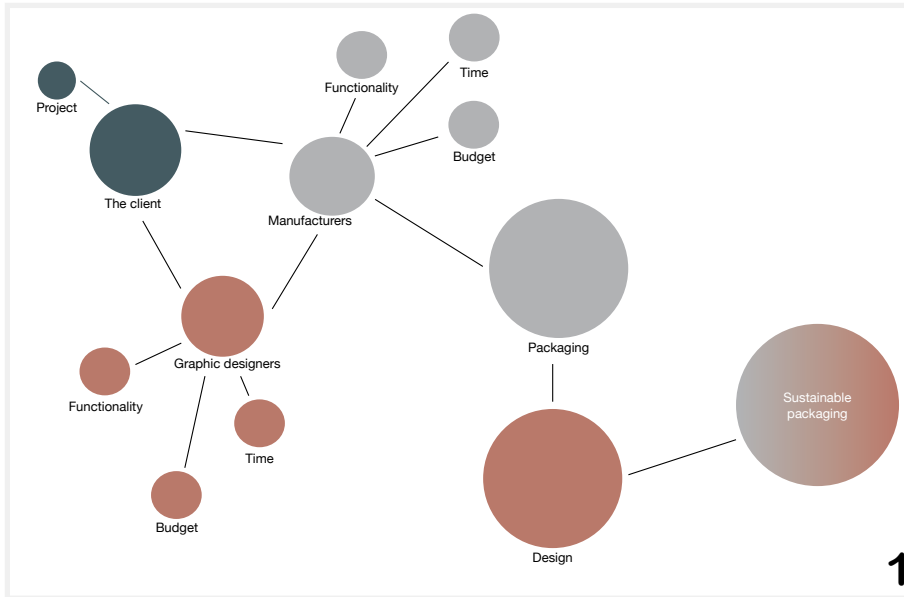 Time
Functionality
Project
Budget
The client
Manufacturers
Packaging
Graphic designers
Sustainable
packaging
Functionality
Time
Budget
Design
1